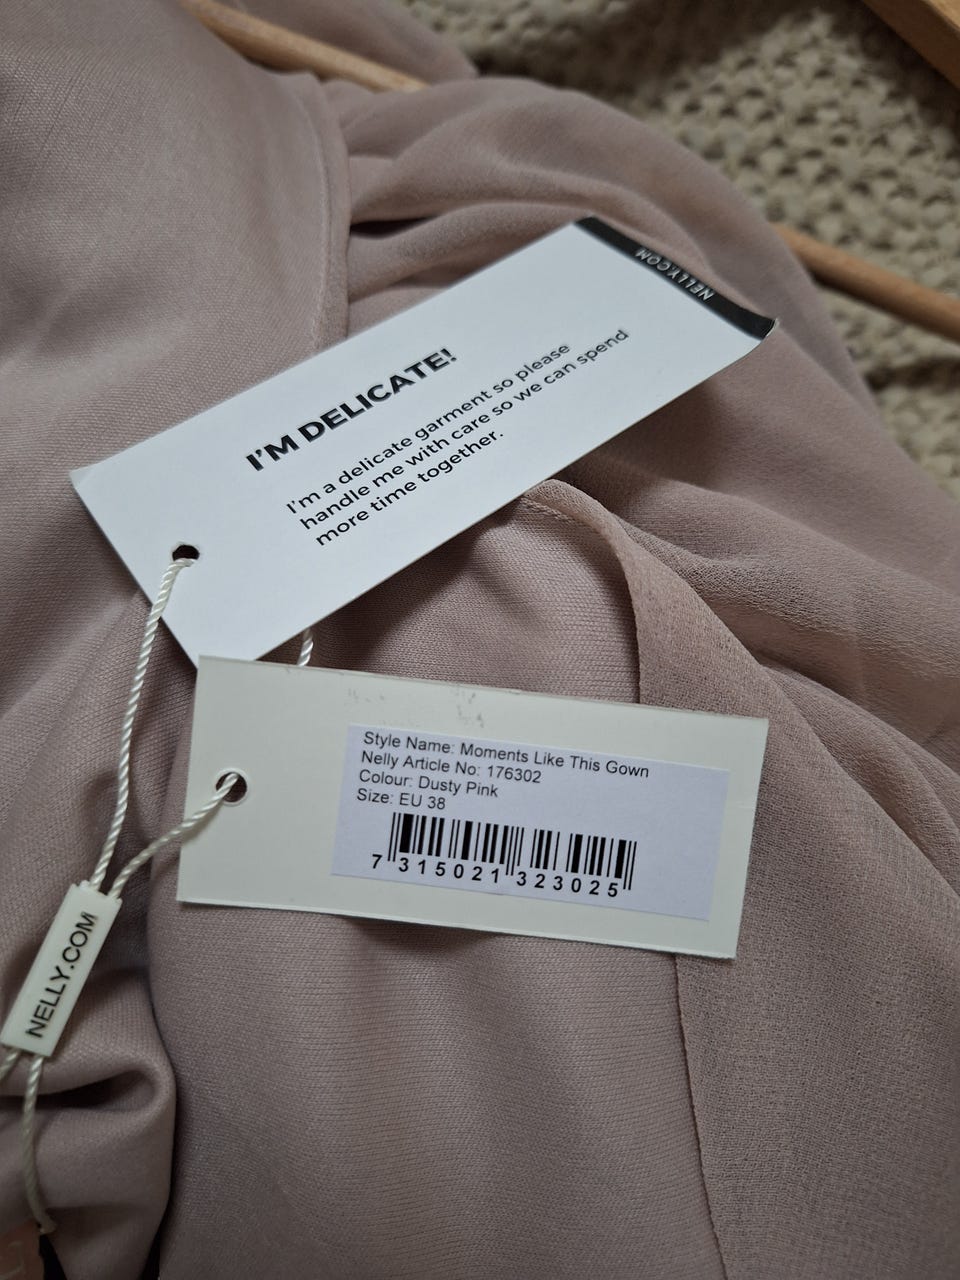 NELLY.COM
I'M DELICATE!
I'm a delicate garment so please
handle me with care so we can spend
more time together.
Style Name: Moments Like This Gown
Nelly Article No: 176302
Colour: Dusty Pink
Size: EU 38
7 315021 323025
NELLY.COM